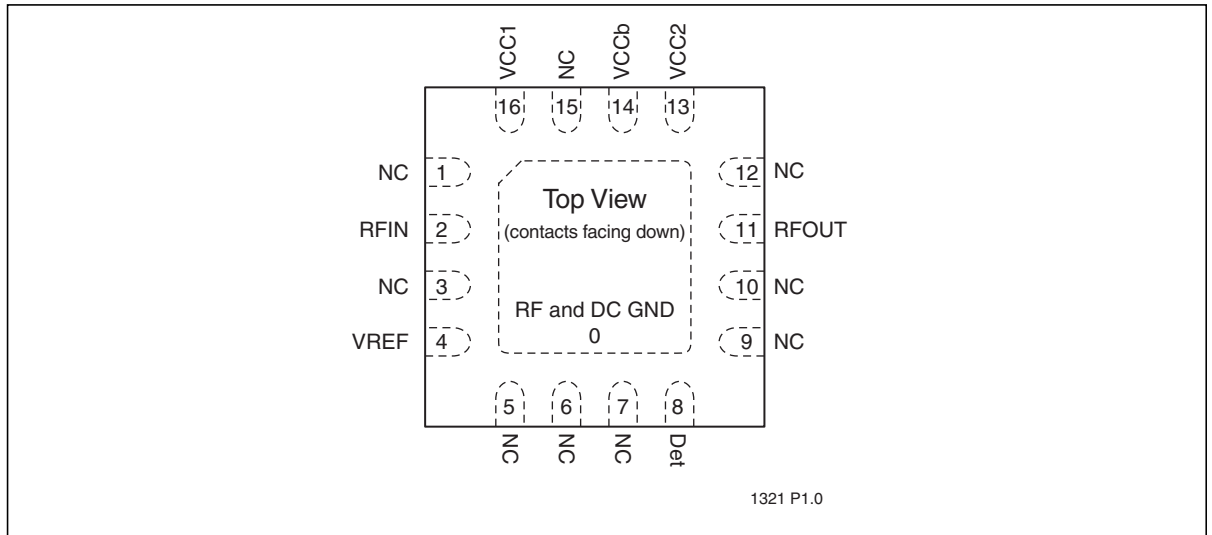 VCC1
NC
VCCb
VCC2
16
15
14
13
NC 1
12 NC
Top View
RFIN 2
(contacts facing down)
11 RFOUT
NC 3
10 NC
RF and DC GND
VREF 4
0
9 NC
5
6
7
8
NC
NC
NC
Det
1321 P1.0